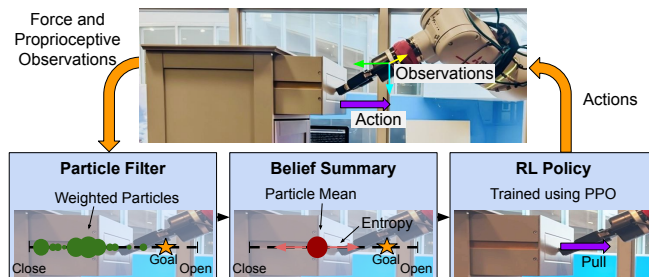 Force and
Proprioceptive
Observations
Observations
Action
Actions
Particle Filter
Weighted Particles
Goal
Close
Open
Belief Summary
Particle Mean
Entropy
Goal
Close
Open
RL Policy
Trained using PPO
Pull